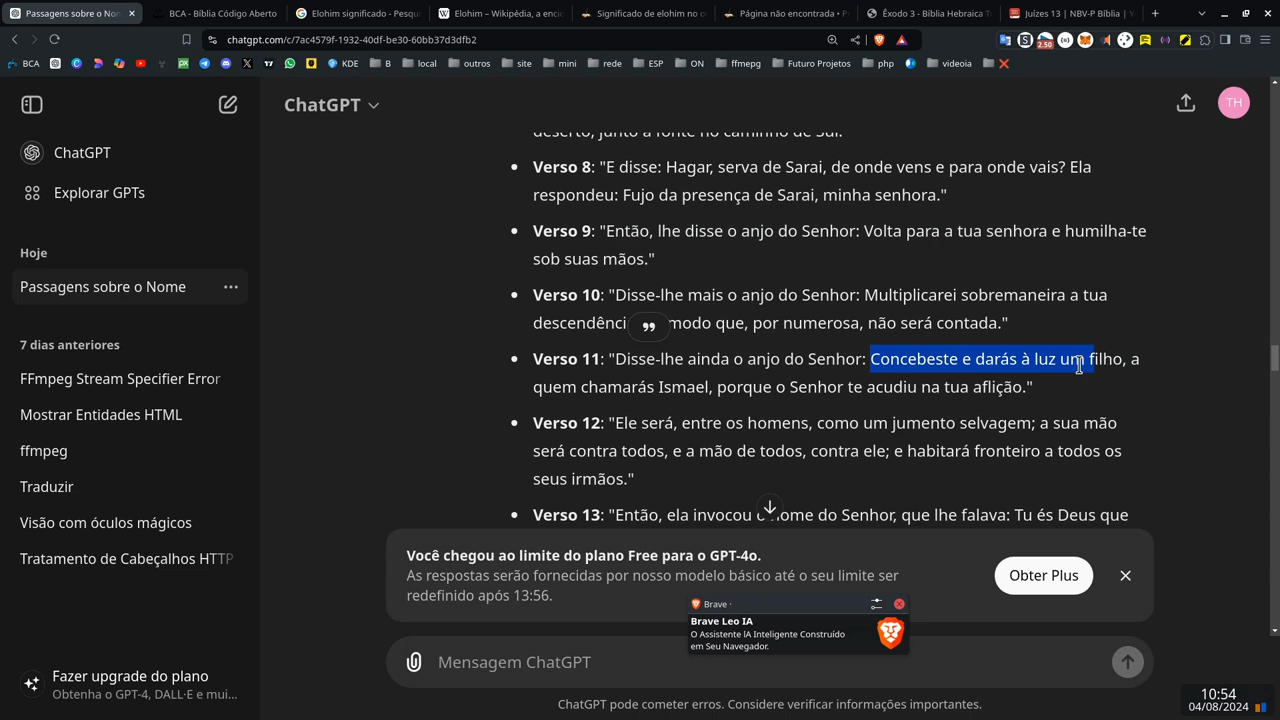 Passagens sobre o Nom
BCA - Bíblia Código Aberto
Elohim significado - Pesqu
Elohim – Wikipédia, a enci
Significado de elohim no o
Página não encontrada • P
Êxodo 3 - Bíblia Hebraica T
Juízes 13 | NBV-P Bíblia | Y
chatgpt.com/c/7ac4579f-1932-40df-be30-60bb37d3dfb2
2.50
BCA
KDE
B
local
outros
site
mini
rede
ESP
ON
ffmepg
Futuro Projetos
php
videoia
ChatGPT
TH
ChatGPT
Explorar GPTs
Hoje
Passagens sobre o Nome
7 dias anteriores
FFmpeg Stream Specifier Error
Mostrar Entidades HTML
ffmpeg
Traduzir
Visão com óculos mágicos
Tratamento de Cabeçalhos HTTP
Fazer upgrade do plano
Obtenha o GPT-4, DALL·E e mui...
deserto, junto à fonte no caminho de Sur.
Verso 8: "E disse: Hagar, serva de Sarai, de onde vens e para onde vais? Ela
respondeu: Fujo da presença de Sarai, minha senhora."
Verso 9: "Então, lhe disse o anjo do Senhor: Volta para a tua senhora e humilha-te
sob suas mãos."
Verso 10: "Disse-lhe mais o anjo do Senhor: Multiplicarei sobremaneira a tua
descendênci modo que, por numerosa, não será contada."
Verso 11: "Disse-lhe ainda o anjo do Senhor: Concebeste e darás à luz um filho, a
quem chamarás Ismael, porque o Senhor te acudiu na tua aflição."
Verso 12: "Ele será, entre os homens, como um jumento selvagem; a sua mão
será contra todos, e a mão de todos, contra ele; e habitará fronteiro a todos os
seus irmãos."
Verso 13: "Então, ela invocou o nome do Senhor, que lhe falava: Tu és Deus que
Você chegou ao limite do plano Free para o GPT-4o.
As respostas serão fornecidas por nosso modelo básico até o seu limite ser
redefinido após 13:56.
Obter Plus
Brave ·
Brave Leo IA
O Assistente IA Inteligente Construído
em Seu Navegador.
Mensagem ChatGPT
ChatGPT pode cometer erros. Considere verificar informações importantes.
10:54
04/08/2024